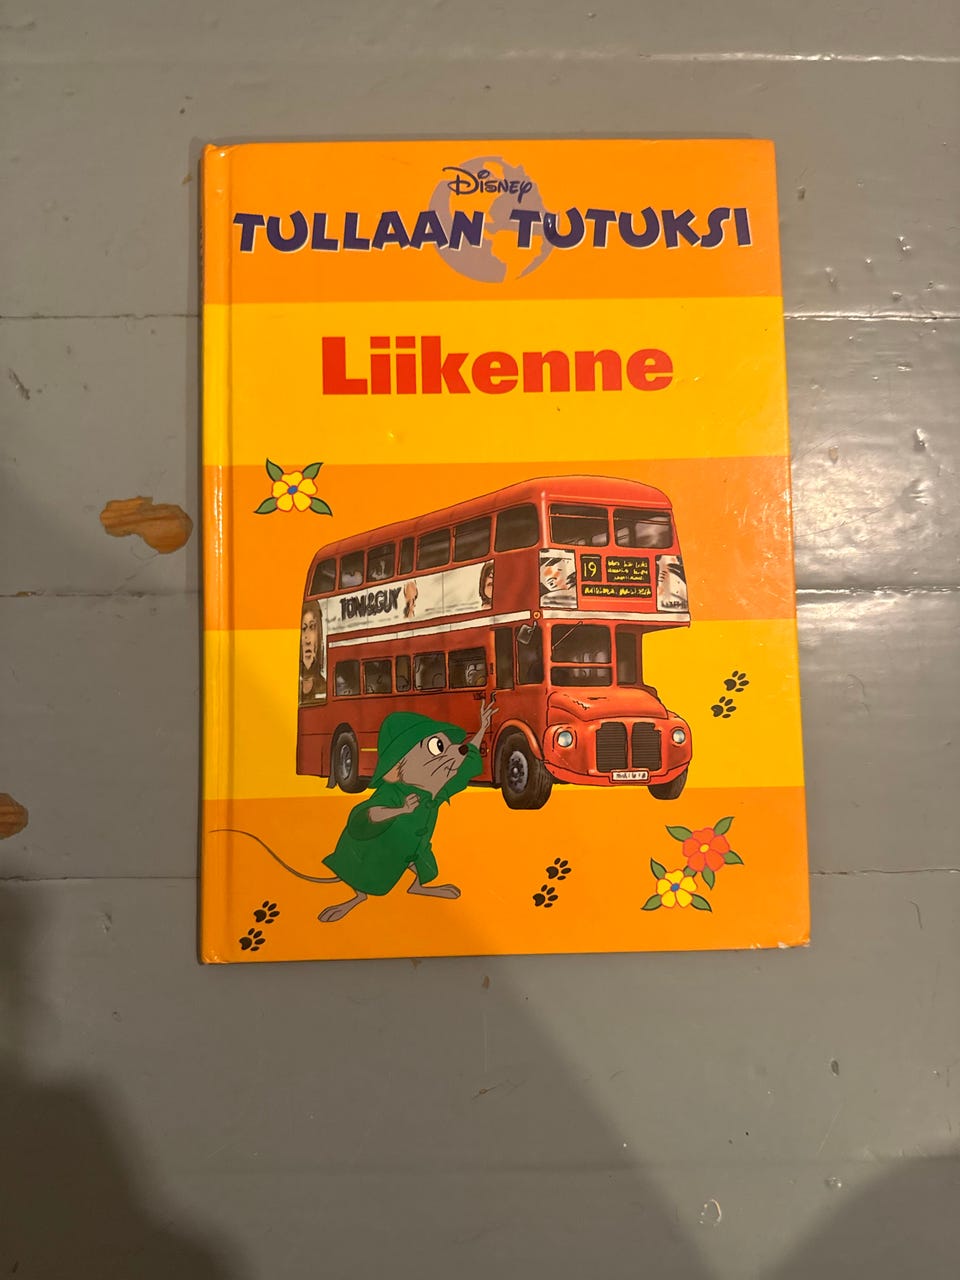 Disney
TULLAAN TUTUKSI
Liikenne
TONI&GUY
19